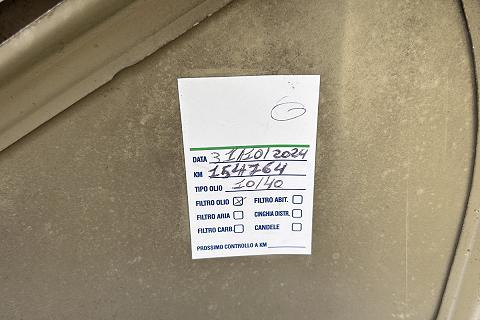 DATA 31/10/2024
KM 154764
TIPO OLIO 10/40
FILTRO OLIO ☒ FILTRO ABIT. ☐
FILTRO ARIA ☐ CINGHIA DISTR. ☐
FILTRO CARB. ☐ CANDELE ☐
PROSSIMO CONTROLLO A KM